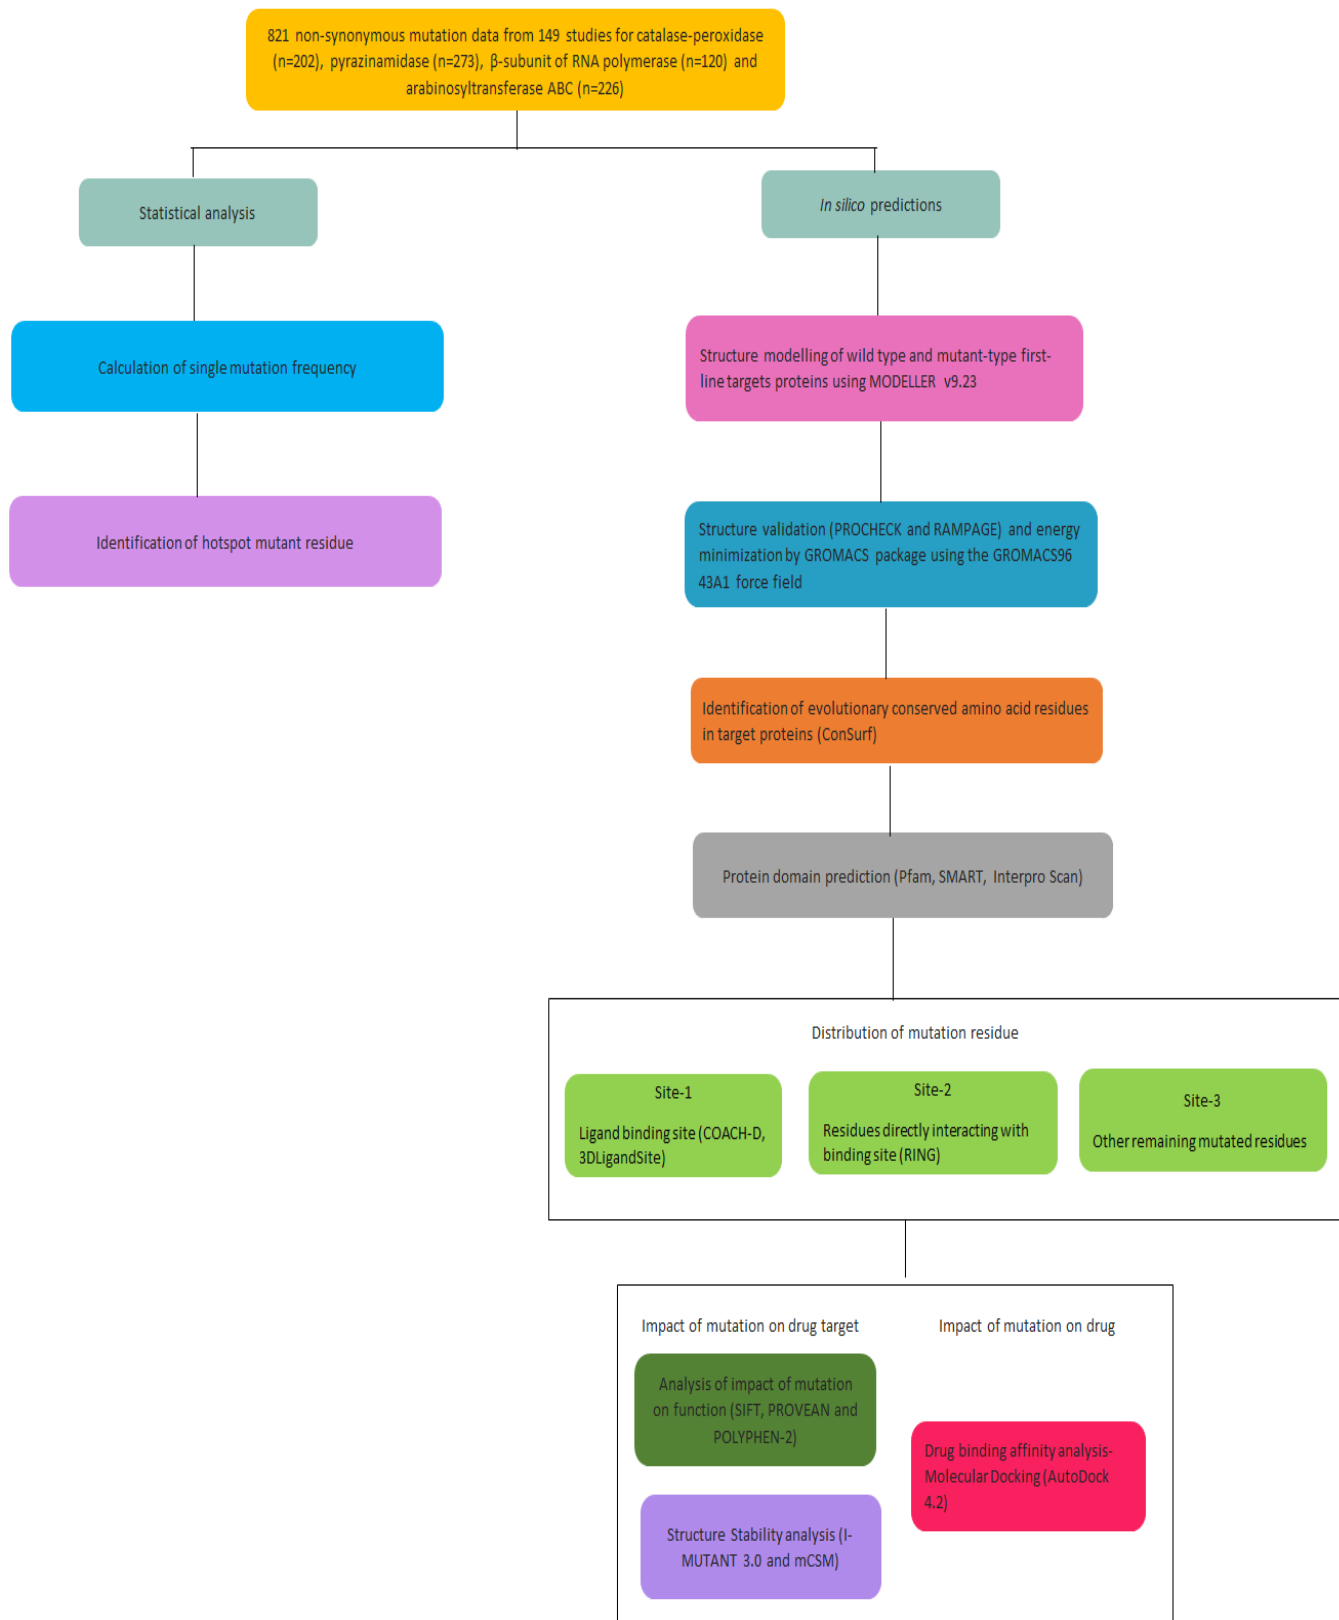 821 non-synonymous mutation data from 149 studies for catalase-peroxidase
(n=202), pyrazinamidase (n=273), β-subunit of RNA polymerase (n=120) and
arabinosyltransferase ABC (n=226)
Statistical analysis
In silico predictions
Calculation of single mutation frequency
Structure modelling of wild type and mutant-type first-
line targets proteins using MODELLER v9.23
Identification of hotspot mutant residue
Structure validation (PROCHECK and RAMPAGE) and energy
minimization by GROMACS package using the GROMACS96
43A1 force field
Identification of evolutionary conserved amino acid residues
in target proteins (ConSurf)
Protein domain prediction (Pfam, SMART, Interpro Scan)
Distribution of mutation residue
Site-1
Ligand binding site (COACH-D,
3DLigandSite)
Site-2
Residues directly interacting with
binding site (RING)
Site-3
Other remaining mutated residues
Impact of mutation on drug target
Impact of mutation on drug
Analysis of impact of mutation
on function (SIFT, PROVEAN and
POLYPHEN-2)
Drug binding affinity analysis-
Molecular Docking (AutoDock
4.2)
Structure Stability analysis (I-
MUTANT 3.0 and mCSM)